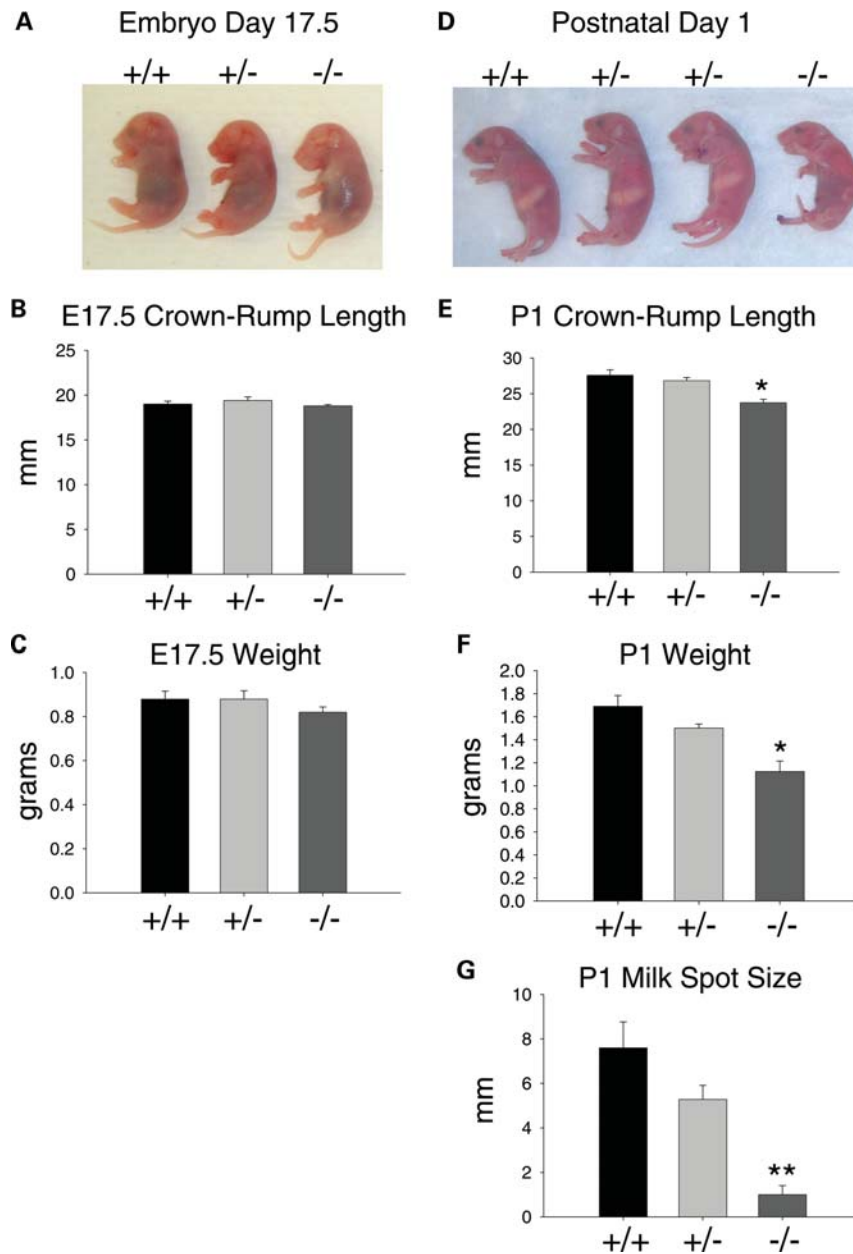 A Embryo Day 17.5
+/+ +/- -/-
B E17.5 Crown-Rump Length
25
20
15
10
5
0
mm
+/+ +/- -/-
C E17.5 Weight
1.0
0.8
0.6
0.4
0.2
0.0
grams
+/+ +/- -/-
D Postnatal Day 1
+/+ +/- +/- -/-
E P1 Crown-Rump Length
30
25
20
15
10
5
0
mm
*
+/+ +/- -/-
F P1 Weight
2.0
1.8
1.6
1.4
1.2
1.0
0.8
0.6
0.4
0.2
0.0
grams
*
+/+ +/- -/-
G P1 Milk Spot Size
10
8
6
4
2
0
mm
**
+/+ +/- -/-